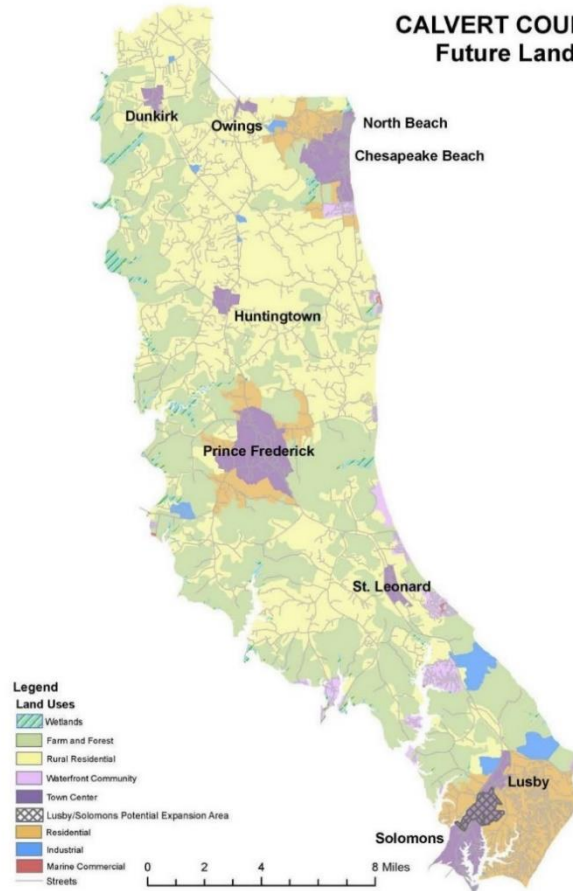 CALVERT COU
Future Land
Dunkirk
Owings
North Beach
Chesapeake Beach
Huntingtown
Prince Frederick
St. Leonard
Lusby
Solomons
Legend
Land Uses
Wetlands
Farm and Forest
Rural Residential
Waterfront Community
Town Center
Lusby/Solomons Potential Expansion Area
Residential
Industrial
Marine Commercial
Streets
0 2 4 8 Miles